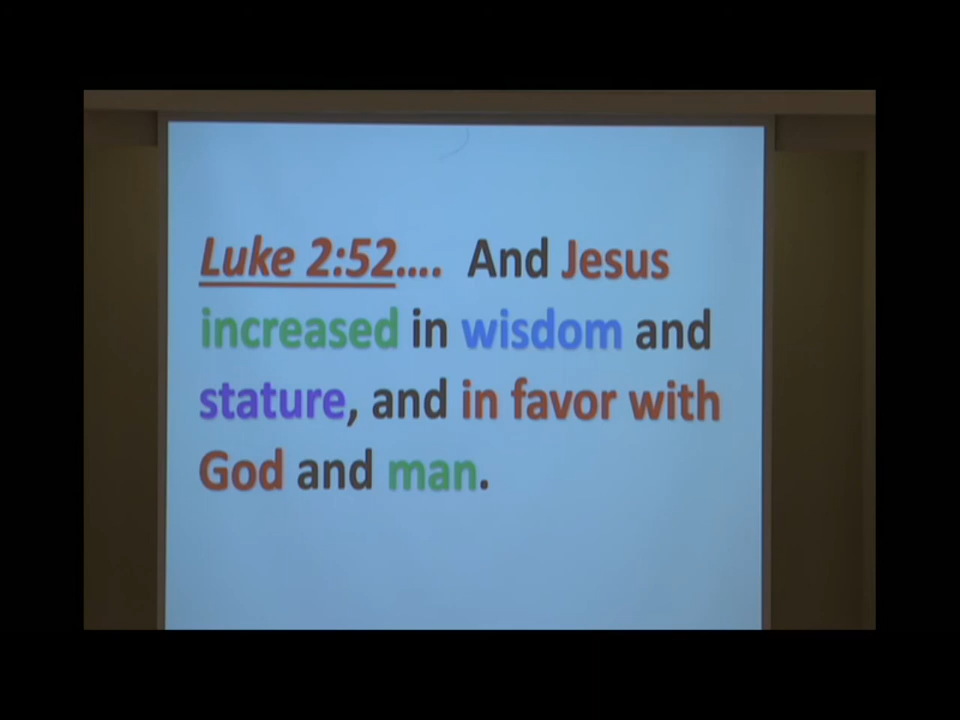 Luke 2:52.... And Jesus
increased in wisdom and
stature, and in favor with
God and man.